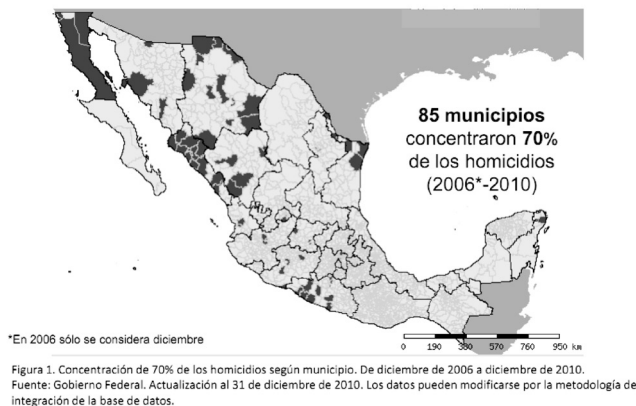 85 municipios
concentraron 70%
de los homicidios
(2006*-2010)
*En 2006 sólo se considera diciembre
0 190 380 570 760 950 km
Figura 1. Concentración de 70% de los homicidios según municipio. De diciembre de 2006 a diciembre de 2010.
Fuente: Gobierno Federal. Actualización al 31 de diciembre de 2010. Los datos pueden modificarse por la metodología de
integración de la base de datos.